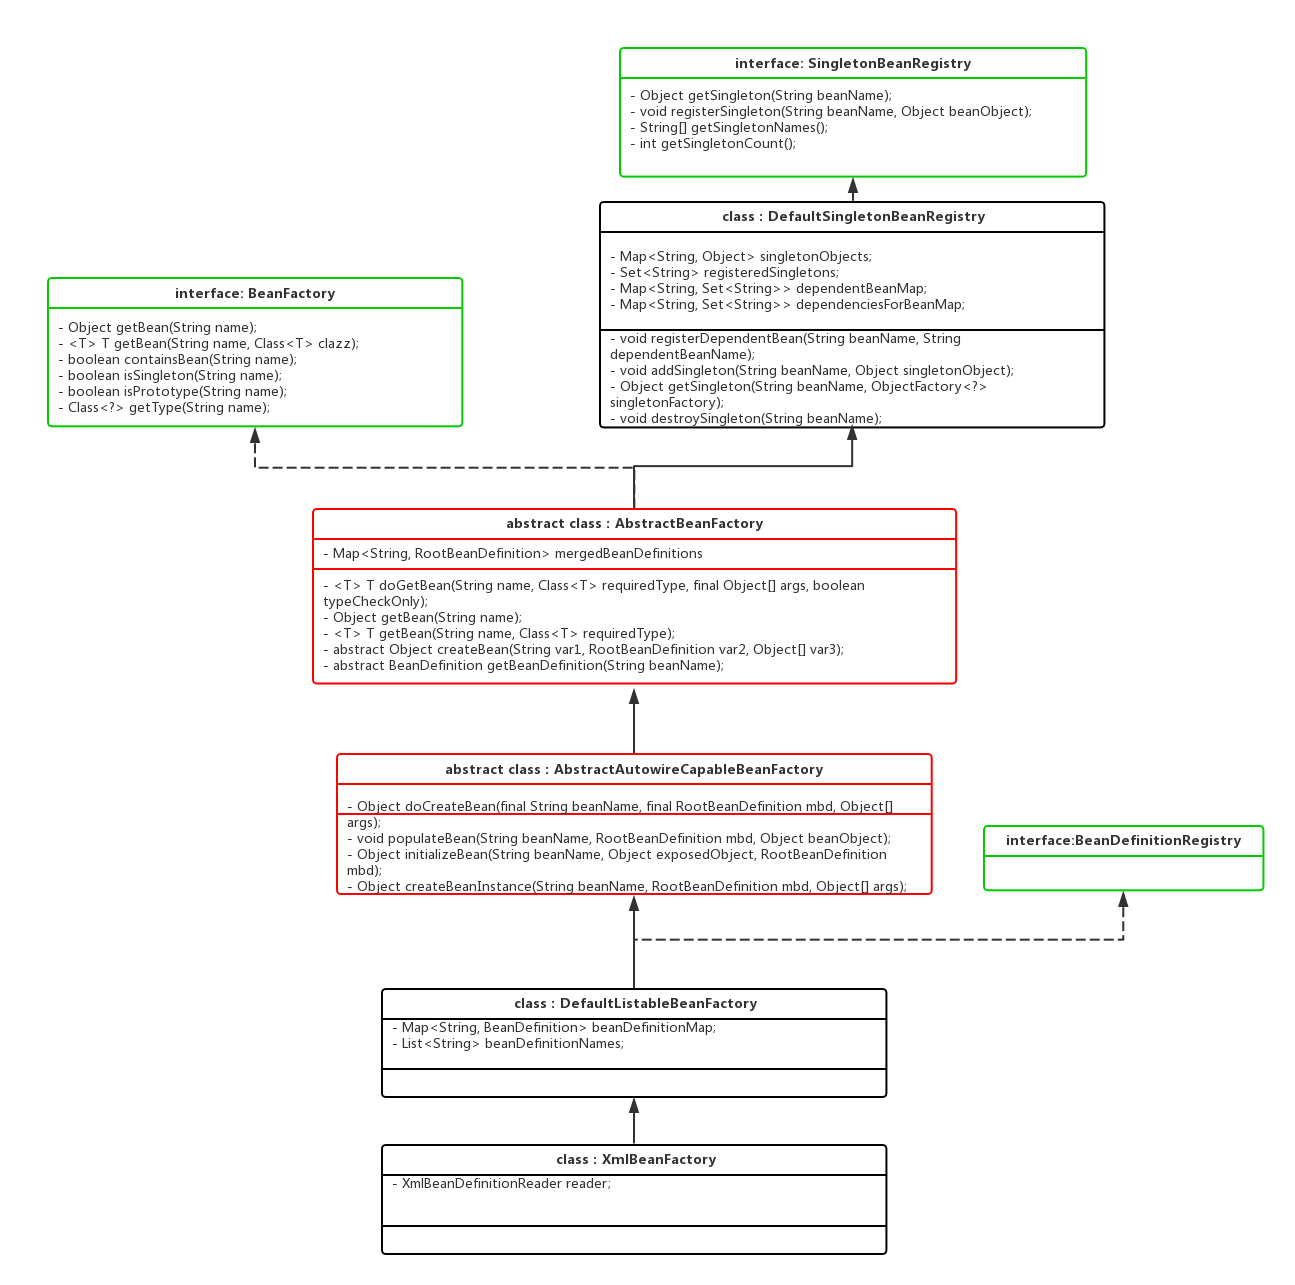 interface: SingletonBeanRegistry
- Object getSingleton(String beanName);
- void registerSingleton(String beanName, Object beanObject);
- String[] getSingletonNames();
- int getSingletonCount();
class : DefaultSingletonBeanRegistry
- Map<String, Object> singletonObjects;
- Set<String> registeredSingletons;
- Map<String, Set<String>> dependentBeanMap;
- Map<String, Set<String>> dependenciesForBeanMap;
- void registerDependentBean(String beanName, String
dependentBeanName);
- void addSingleton(String beanName, Object singletonObject);
- Object getSingleton(String beanName, ObjectFactory<?>
singletonFactory);
- void destroySingleton(String beanName);
interface: BeanFactory
- Object getBean(String name);
- <T> T getBean(String name, Class<T> clazz);
- boolean containsBean(String name);
- boolean isSingleton(String name);
- boolean isPrototype(String name);
- Class<?> getType(String name);
abstract class : AbstractBeanFactory
- Map<String, RootBeanDefinition> mergedBeanDefinitions
- <T> T doGetBean(String name, Class<T> requiredType, final Object[] args, boolean
typeCheckOnly);
- Object getBean(String name);
- <T> T getBean(String name, Class<T> requiredType);
- abstract Object createBean(String var1, RootBeanDefinition var2, Object[] var3);
- abstract BeanDefinition getBeanDefinition(String beanName);
abstract class : AbstractAutowireCapableBeanFactory
- Object doCreateBean(final String beanName, final RootBeanDefinition mbd, Object[]
args);
- void populateBean(String beanName, RootBeanDefinition mbd, Object beanObject);
- Object initializeBean(String beanName, Object exposedObject, RootBeanDefinition
mbd);
- Object createBeanInstance(String beanName, RootBeanDefinition mbd, Object[] args);
interface:BeanDefinitionRegistry
class : DefaultListableBeanFactory
- Map<String, BeanDefinition> beanDefinitionMap;
- List<String> beanDefinitionNames;
class : XmlBeanFactory
- XmlBeanDefinitionReader reader;